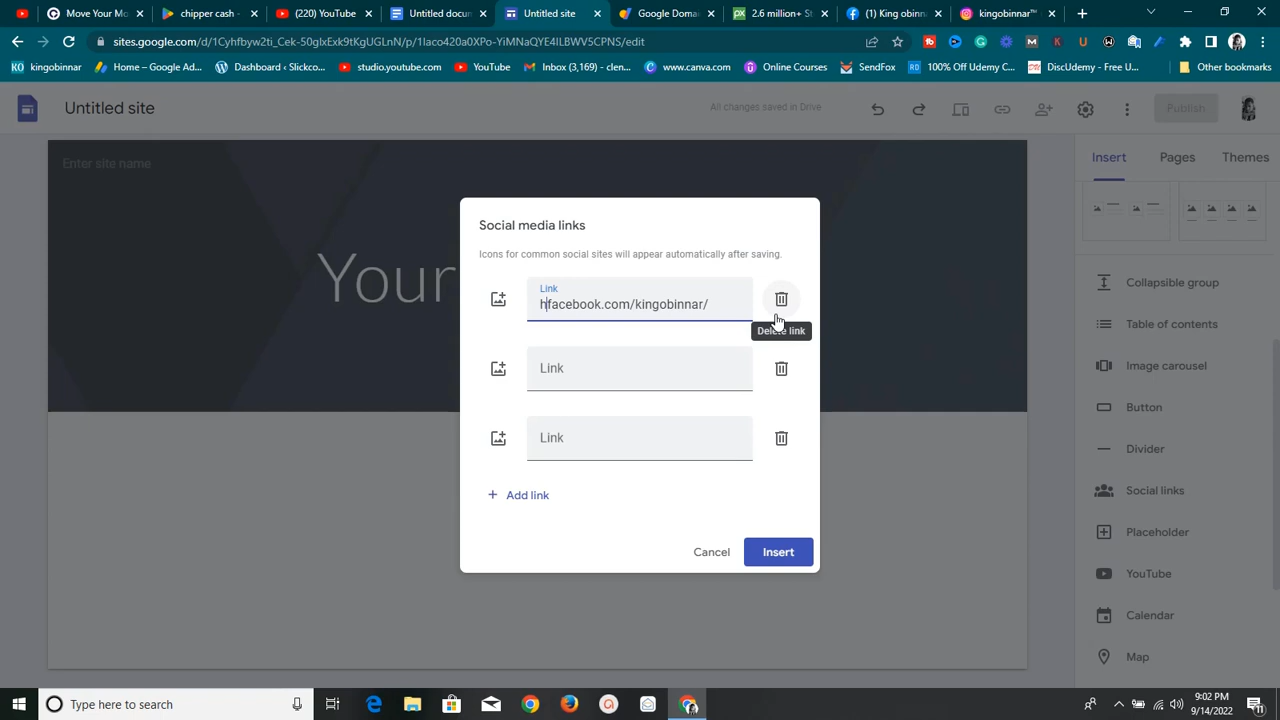 Move Your Mo
chipper cash -
(220) YouTube
Untitled docu
Untitled site
Google Domai
2.6 million+ St
(1) King obinn
kingobinnar™
sites.google.com/d/1Cyhfbyw2ti_Cek-50glxExk9tKgUGLnN/p/1Iaco420a0XPo-YiMNaQYE4ILBWV5CPNS/edit
kingobinnar
Home – Google Ad...
Dashboard ‹ Slickco...
studio.youtube.com
YouTube
Inbox (3,169) - clen...
www.canva.com
Online Courses
SendFox
100% Off Udemy C...
DiscUdemy - Free U...
Other bookmarks
Untitled site
All changes saved in Drive
Publish
Enter site name
Your
Insert
Pages
Themes
Social media links
Icons for common social sites will appear automatically after saving.
Link
hfacebook.com/kingobinnar/
Delete link
Link
Link
+ Add link
Cancel
Insert
Collapsible group
Table of contents
Image carousel
Button
Divider
Social links
Placeholder
YouTube
Calendar
Map
Type here to search
9:02 PM
9/14/2022